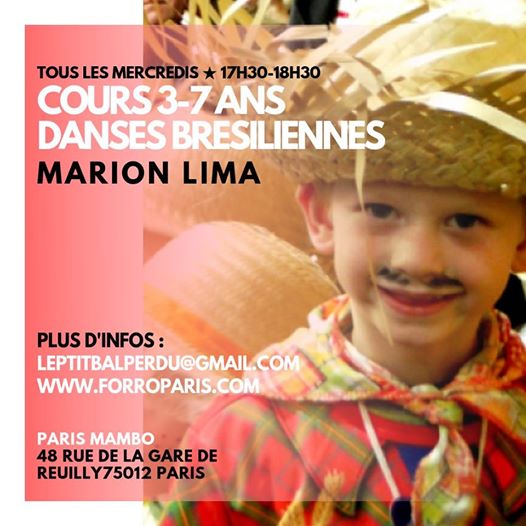 TOUS LES MERCREDIS ★ 17H30-18H30
COURS 3-7 ANS
DANSES BRESILIENNES
MARION LIMA
PLUS D'INFOS :
LEPTITBALPERDU@GMAIL.COM
WWW.FORROPARIS.COM
PARIS MAMBO
48 RUE DE LA GARE DE
REUILLY75012 PARIS